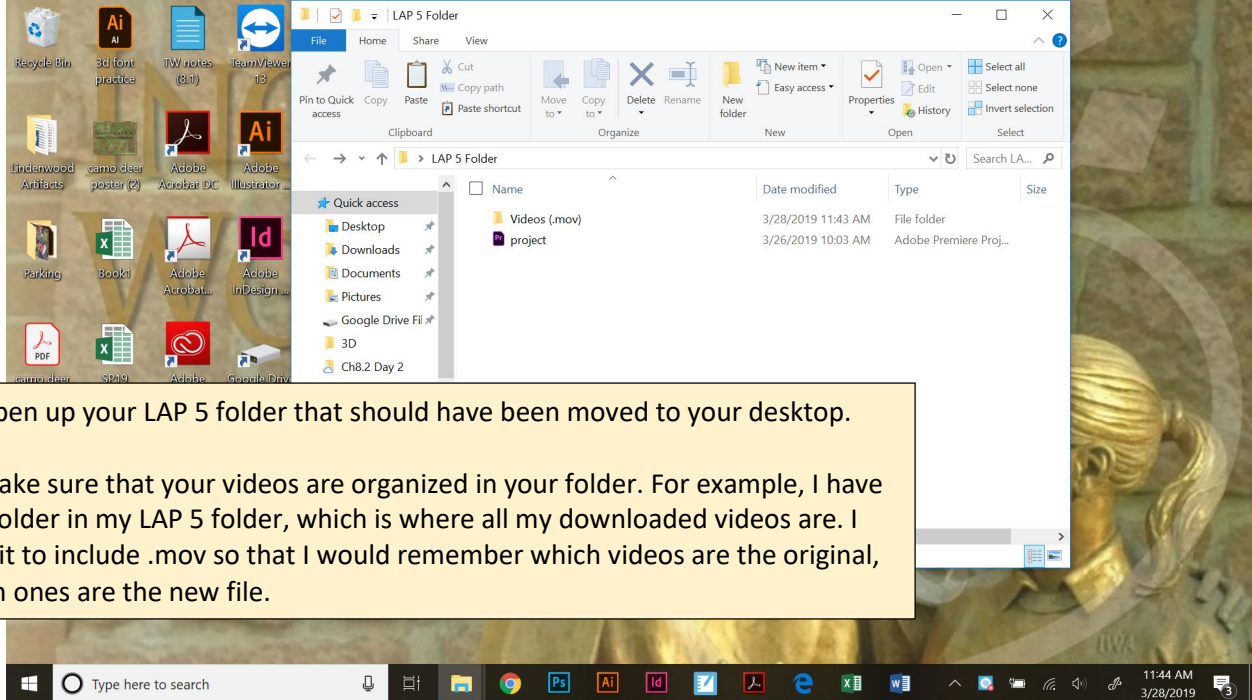 LAP 5 Folder
File Home Share View
Pin to Quick access
Copy
Paste
Cut
Copy path
Paste shortcut
Clipboard
Move to
Copy to
Delete
Rename
Organize
New folder
New item
Easy access
New
Properties
Open
Edit
History
Open
Select all
Select none
Invert selection
Select
LAP 5 Folder
Search LA...
Name Date modified Type Size
Videos (.mov) 3/28/2019 11:43 AM File folder
project 3/26/2019 10:03 AM Adobe Premiere Proj...
Quick access
Desktop
Downloads
Documents
Pictures
Google Drive Fil
3D
Ch8.2 Day 2
Recycle Bin
3d font practice
TW notes (8.1)
TeamViewer 13
Lindenwood Artifacts
camo deer poster (2)
Adobe Acrobat DC
Adobe Illustrator ...
Parking
Book1
Adobe Acrobat...
Adobe InDesign ...
PDF
camo deer
SP19
Adobe
Google Driv
pen up your LAP 5 folder that should have been moved to your desktop.
ake sure that your videos are organized in your folder. For example, I have
older in my LAP 5 folder, which is where all my downloaded videos are. I
it to include .mov so that I would remember which videos are the original,
n ones are the new file.
Type here to search
Ps
Ai
Id
11:44 AM
3/28/2019
3